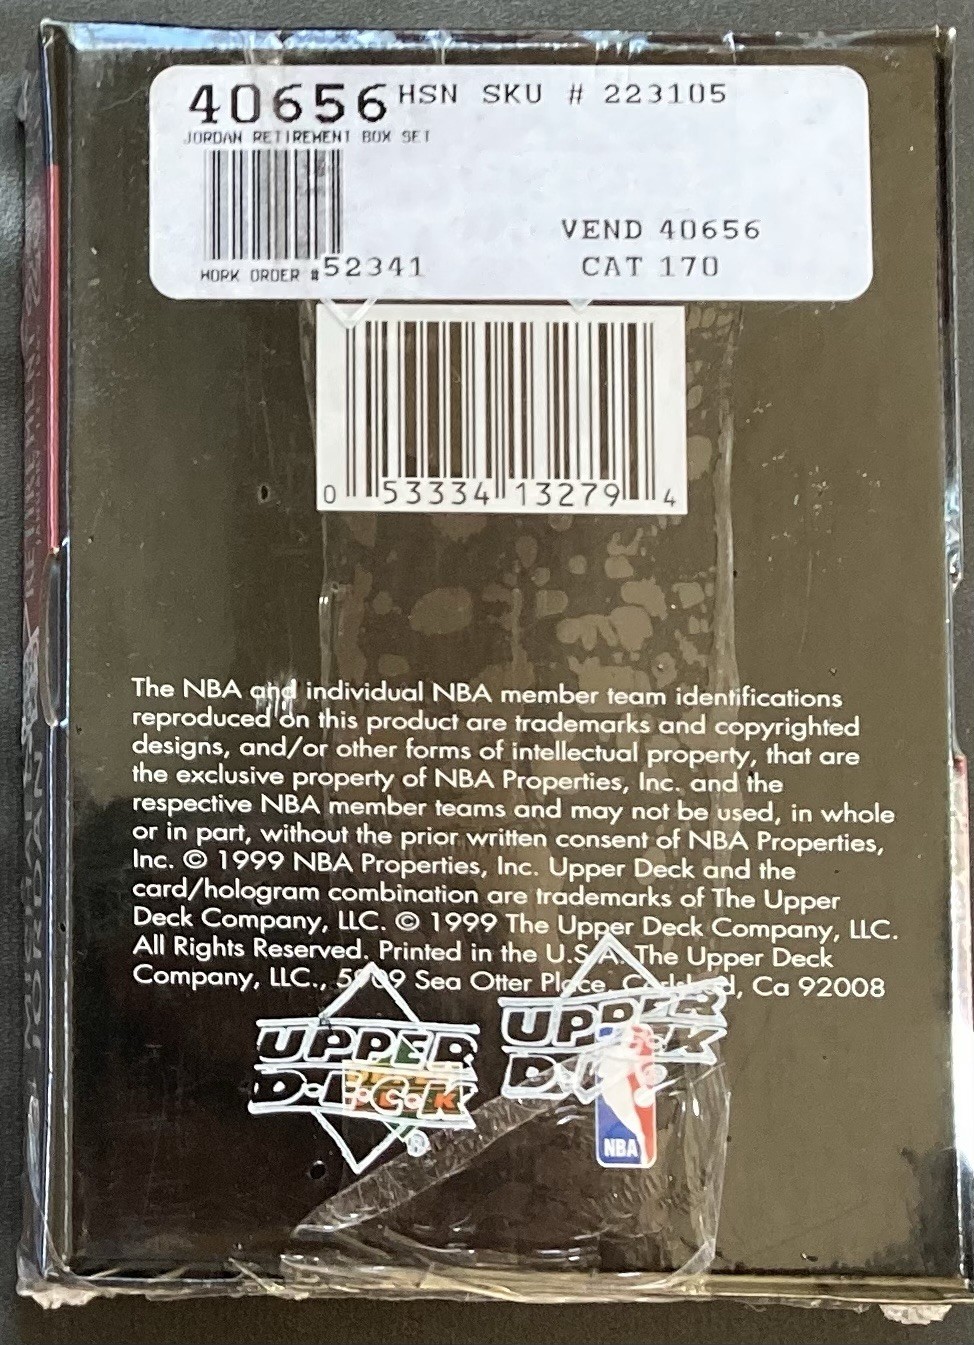 40656 HSN SKU # 223105
JORDAN RETIREMENT BOX SET
VEND 40656
WORK ORDER #52341 CAT 170
0 53334 13279 4
The NBA and individual NBA member team identifications
reproduced on this product are trademarks and copyrighted
designs, and/or other forms of intellectual property, that are
the exclusive property of NBA Properties, Inc. and the
respective NBA member teams and may not be used, in whole
or in part, without the prior written consent of NBA Properties,
Inc. © 1999 NBA Properties, Inc. Upper Deck and the
card/hologram combination are trademarks of The Upper
Deck Company, LLC. © 1999 The Upper Deck Company, LLC.
All Rights Reserved. Printed in the U.S.A. The Upper Deck
Company, LLC., Sea Otter Place, Ca 92008
UPPER
DECK
®
UPPER
DECK
NBA
JORDAN